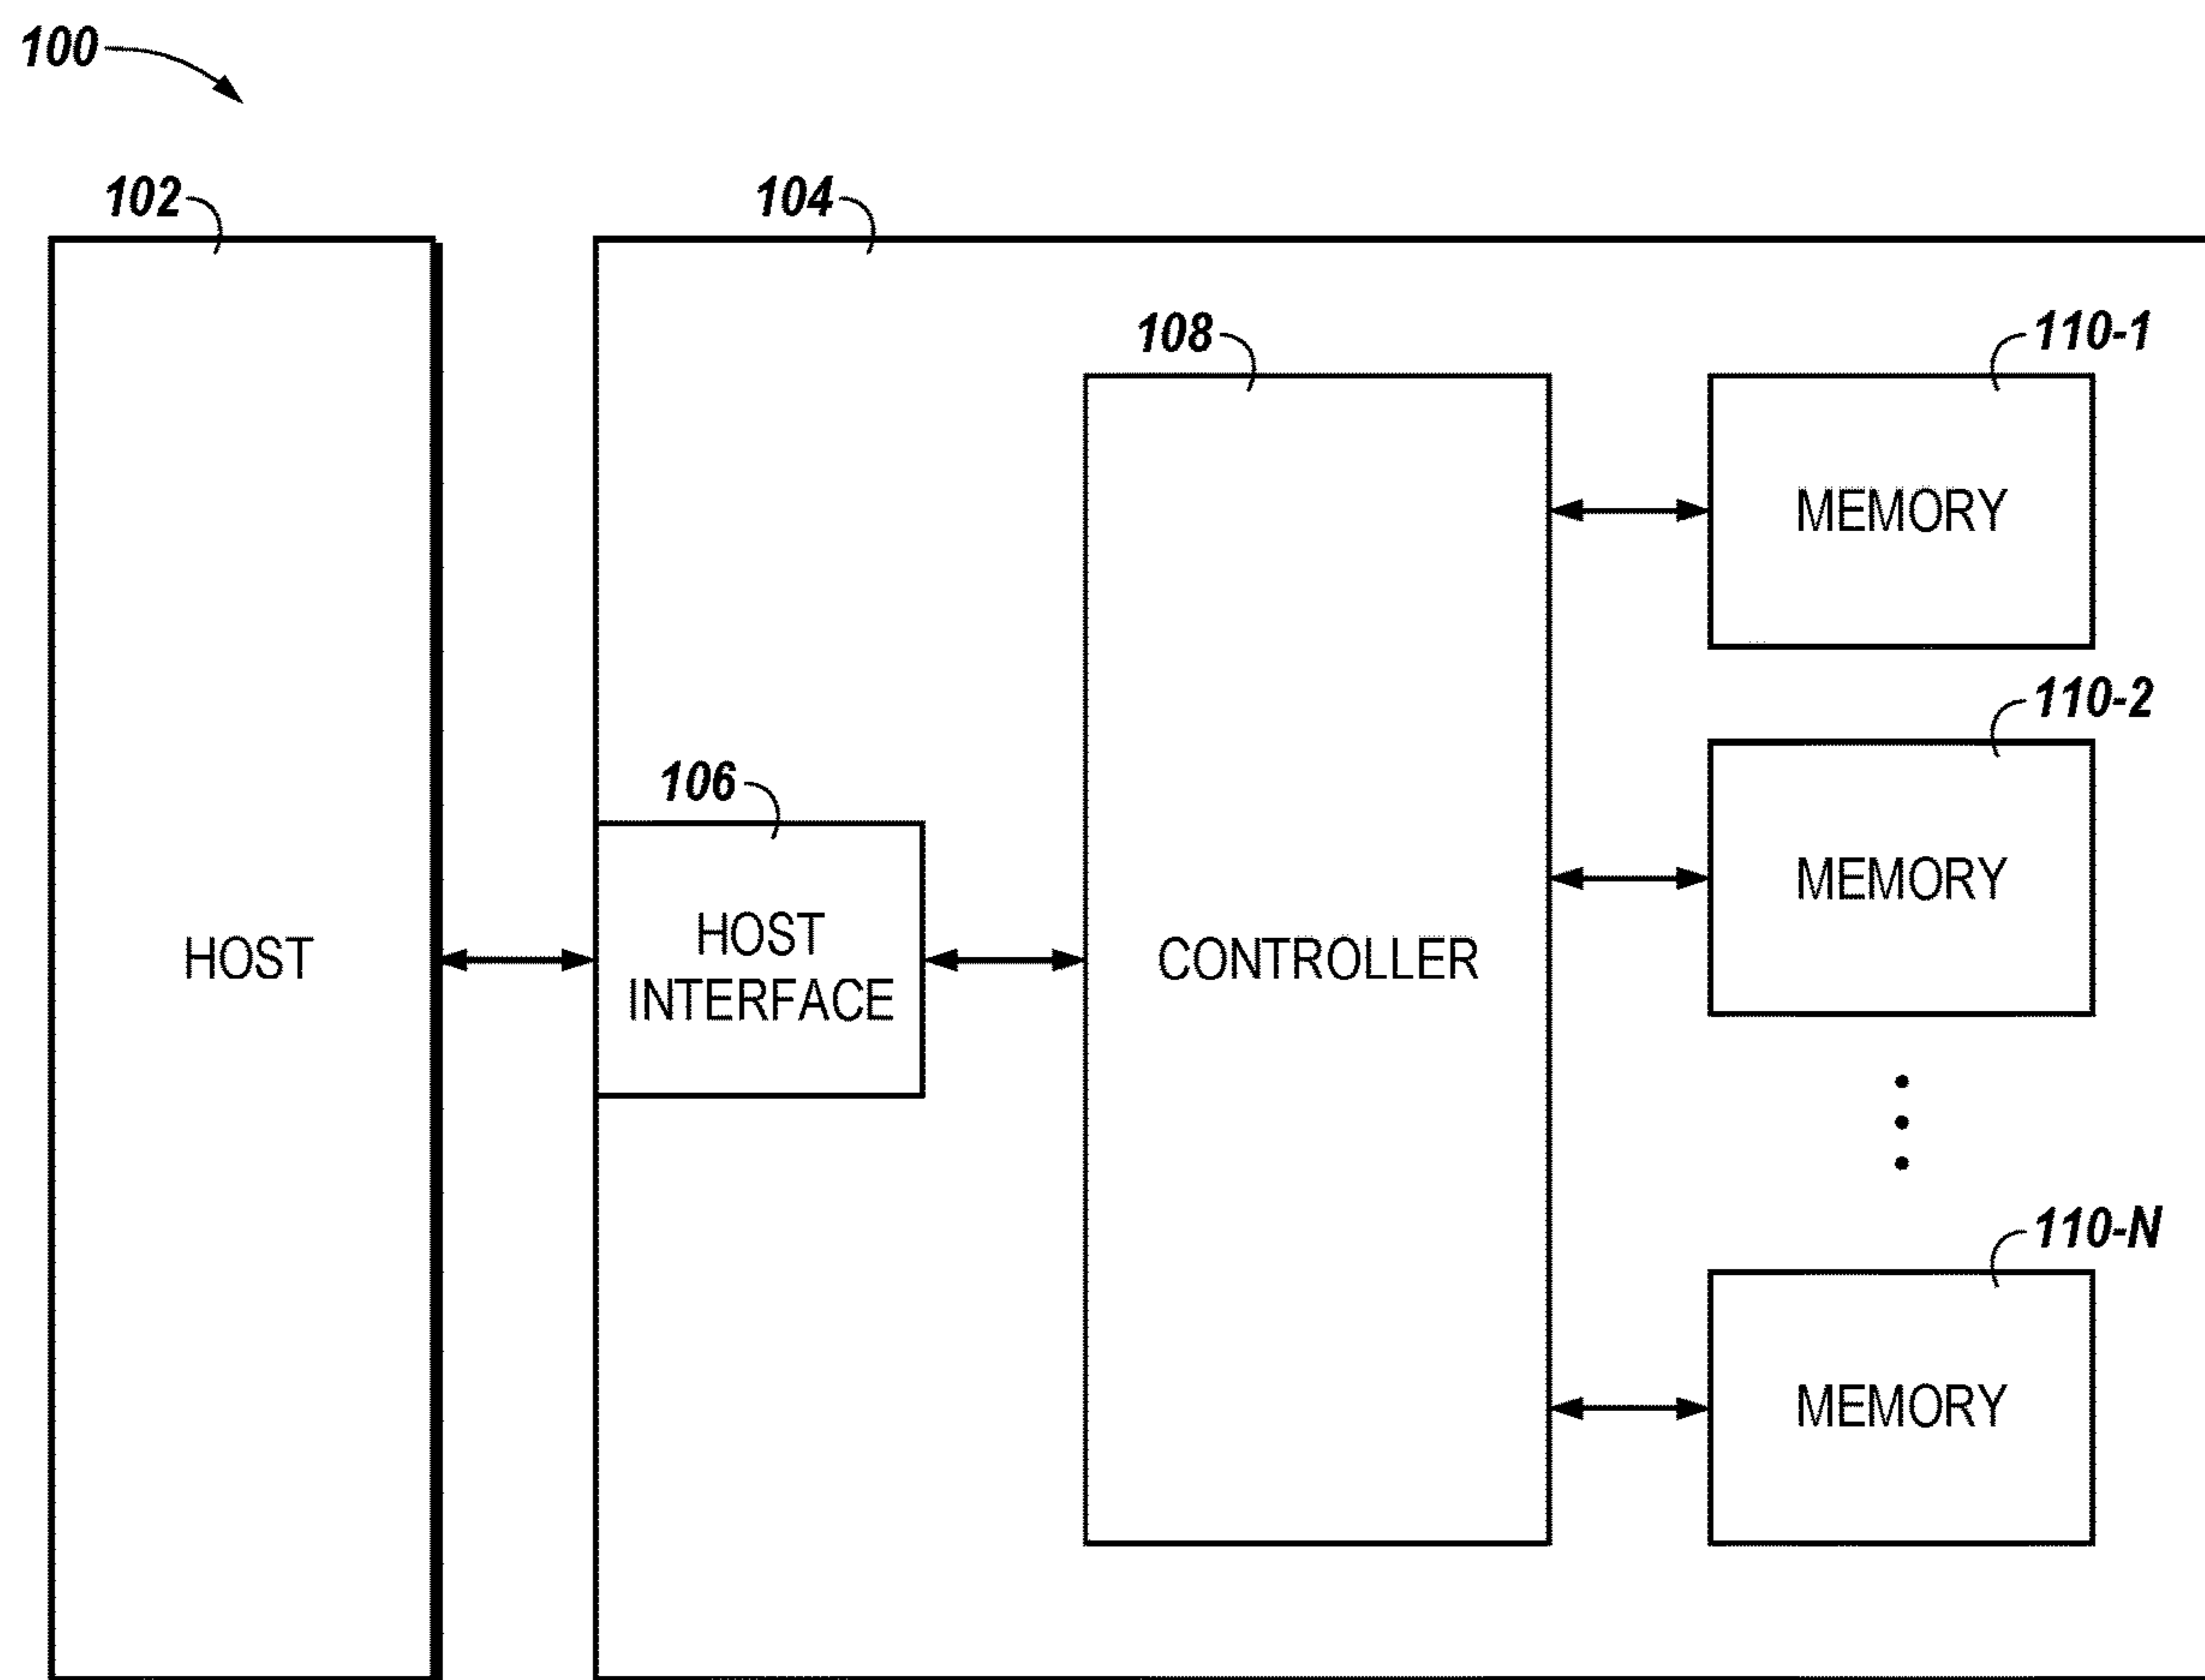 100
102
104
108
110-1
MEMORY
110-2
106
MEMORY
HOST
HOST
INTERFACE
CONTROLLER
110-N
MEMORY